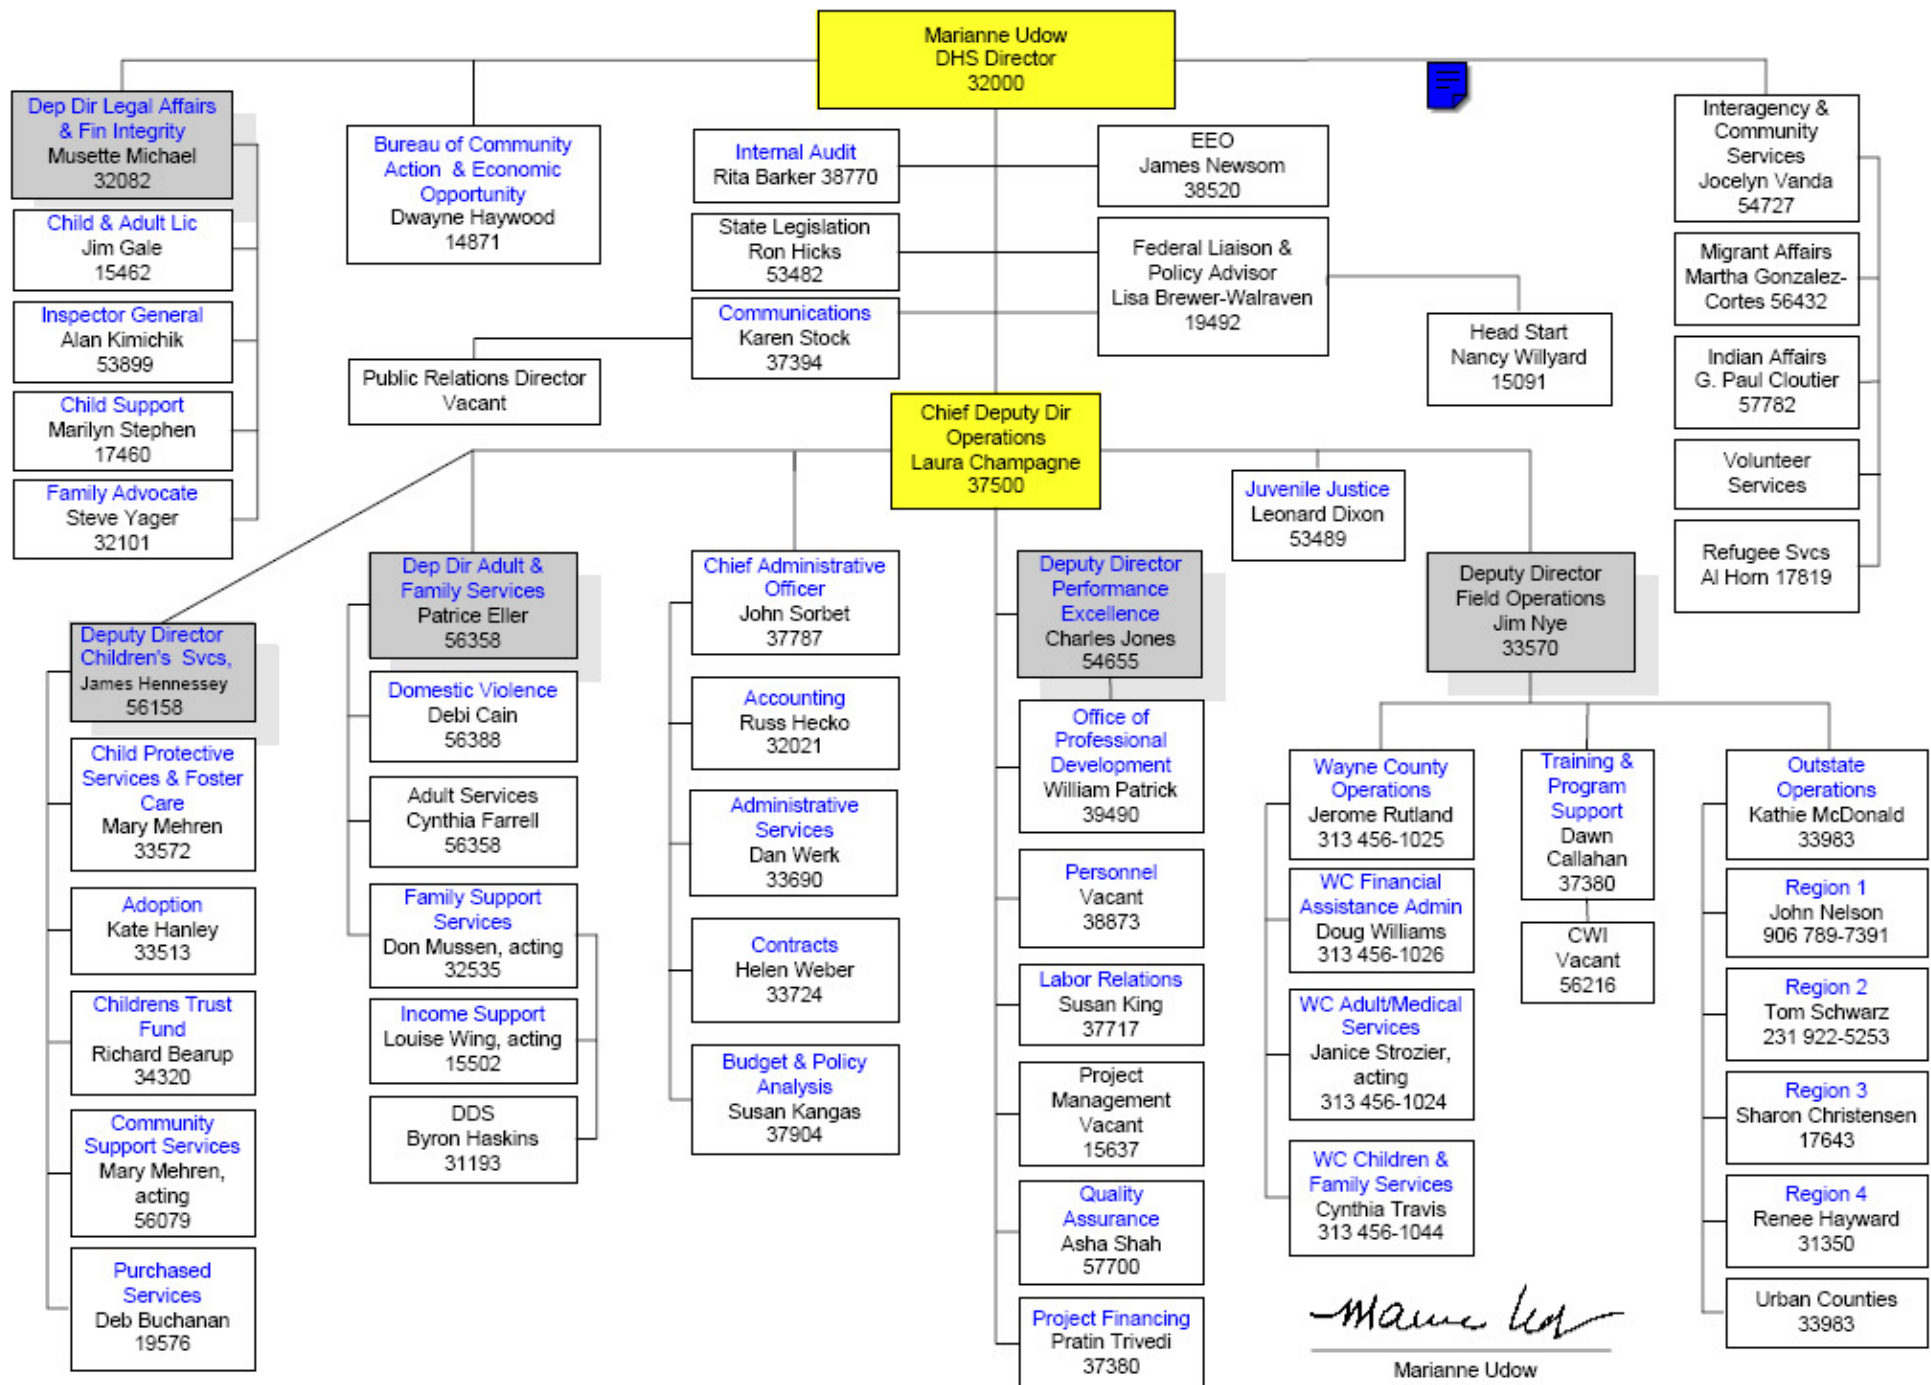 Marianne Udow
DHS Director
32000
Dep Dir Legal Affairs
& Fin Integrity
Musette Michael
32082
Child & Adult Lic
Jim Gale
15462
Inspector General
Alan Kimichik
53899
Child Support
Marilyn Stephen
17460
Family Advocate
Steve Yager
32101
Bureau of Community
Action & Economic
Opportunity
Dwayne Haywood
14871
Internal Audit
Rita Barker 38770
State Legislation
Ron Hicks
53482
Communications
Karen Stock
37394
Public Relations Director
Vacant
EEO
James Newsom
38520
Federal Liaison &
Policy Advisor
Lisa Brewer-Walraven
19492
Head Start
Nancy Willyard
15091
Interagency &
Community
Services
Jocelyn Vanda
54727
Migrant Affairs
Martha Gonzalez-
Cortes 56432
Indian Affairs
G. Paul Cloutier
57782
Volunteer
Services
Refugee Svcs
Al Horn 17819
Chief Deputy Dir
Operations
Laura Champagne
37500
Deputy Director
Children's Svcs,
James Hennessey
56158
Child Protective
Services & Foster
Care
Mary Mehren
33572
Adoption
Kate Hanley
33513
Childrens Trust
Fund
Richard Bearup
34320
Community
Support Services
Mary Mehren,
acting
56079
Purchased
Services
Deb Buchanan
19576
Dep Dir Adult &
Family Services
Patrice Eller
56358
Domestic Violence
Debi Cain
56388
Adult Services
Cynthia Farrell
56358
Family Support
Services
Don Mussen, acting
32535
Income Support
Louise Wing, acting
15502
DDS
Byron Haskins
31193
Chief Administrative
Officer
John Sorbet
37787
Accounting
Russ Hecko
32021
Administrative
Services
Dan Werk
33690
Contracts
Helen Weber
33724
Budget & Policy
Analysis
Susan Kangas
37904
Deputy Director
Performance
Excellence
Charles Jones
54655
Office of
Professional
Development
William Patrick
39490
Personnel
Vacant
38873
Labor Relations
Susan King
37717
Project
Management
Vacant
15637
Quality
Assurance
Asha Shah
57700
Project Financing
Pratin Trivedi
37380
Juvenile Justice
Leonard Dixon
53489
Deputy Director
Field Operations
Jim Nye
33570
Wayne County
Operations
Jerome Rutland
313 456-1025
WC Financial
Assistance Admin
Doug Williams
313 456-1026
WC Adult/Medical
Services
Janice Strozier,
acting
313 456-1024
WC Children &
Family Services
Cynthia Travis
313 456-1044
Training &
Program
Support
Dawn
Callahan
37380
CWI
Vacant
56216
Outstate
Operations
Kathie McDonald
33983
Region 1
John Nelson
906 789-7391
Region 2
Tom Schwarz
231 922-5253
Region 3
Sharon Christensen
17643
Region 4
Renee Hayward
31350
Urban Counties
33983
Marianne Udow